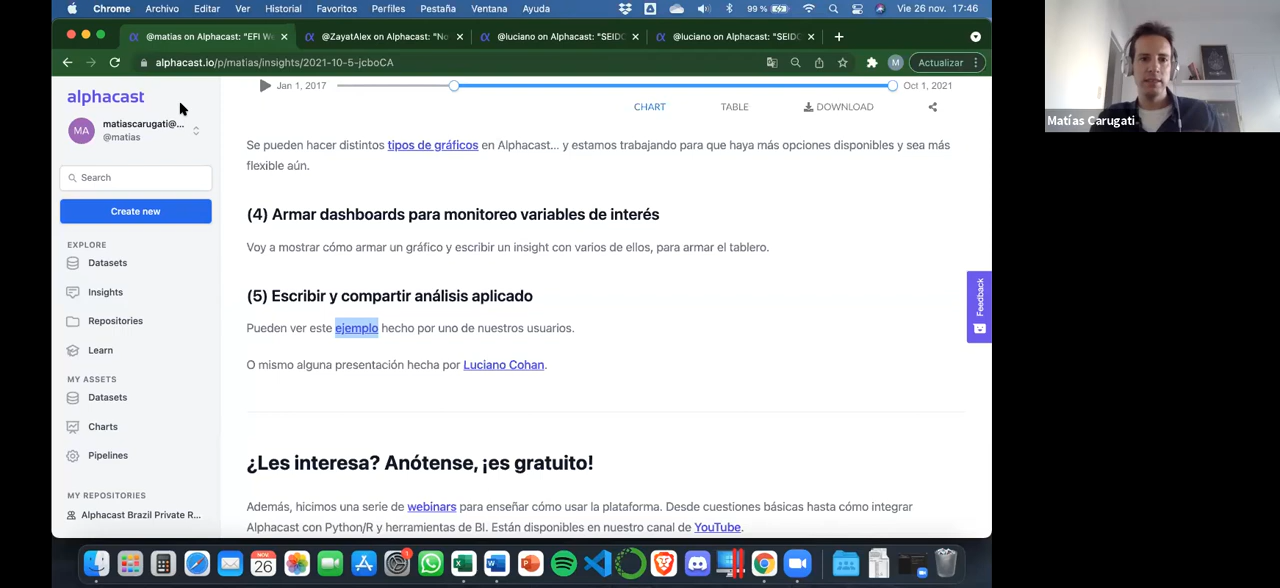 Chrome Archivo Editar Ver Historial Favoritos Perfiles Pestaña Ventana Ayuda 99 % Vie 26 nov. 17:46
@matias on Alphacast: "EFI We @ZayatAlex on Alphacast: "No @luciano on Alphacast: "SEIDO @luciano on Alphacast: "SEIDO
alphacast.io/p/matias/insights/2021-10-5-jcboCA M Actualizar
alphacast
MA matiascarugati@...
@matias
Search
Create new
EXPLORE
Datasets
Insights
Repositories
Learn
MY ASSETS
Datasets
Charts
Pipelines
MY REPOSITORIES
Alphacast Brazil Private R...
Jan 1, 2017 Oct 1, 2021
CHART TABLE DOWNLOAD
Se pueden hacer distintos tipos de gráficos en Alphacast... y estamos trabajando para que haya más opciones disponibles y sea más
flexible aún.
(4) Armar dashboards para monitoreo variables de interés
Voy a mostrar cómo armar un gráfico y escribir un insight con varios de ellos, para armar el tablero.
(5) Escribir y compartir análisis aplicado
Pueden ver este ejemplo hecho por uno de nuestros usuarios.
O mismo alguna presentación hecha por Luciano Cohan.
¿Les interesa? Anótense, ¡es gratuito!
Además, hicimos una serie de webinars para enseñar cómo usar la plataforma. Desde cuestiones básicas hasta cómo integrar
Alphacast con Python/R y herramientas de BI. Están disponibles en nuestro canal de YouTube.
Feedback
NOV
26
1
Matías Carugati